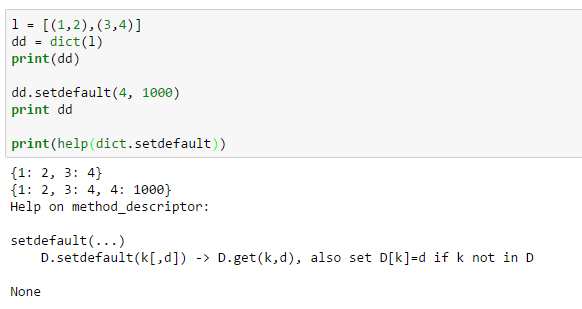 l = [(1,2),(3,4)]
dd = dict(l)
print(dd)
dd.setdefault(4, 1000)
print dd
print(help(dict.setdefault))
{1: 2, 3: 4}
{1: 2, 3: 4, 4: 1000}
Help on method_descriptor:
setdefault(...)
    D.setdefault(k[,d]) -> D.get(k,d), also set D[k]=d if k not in D
None